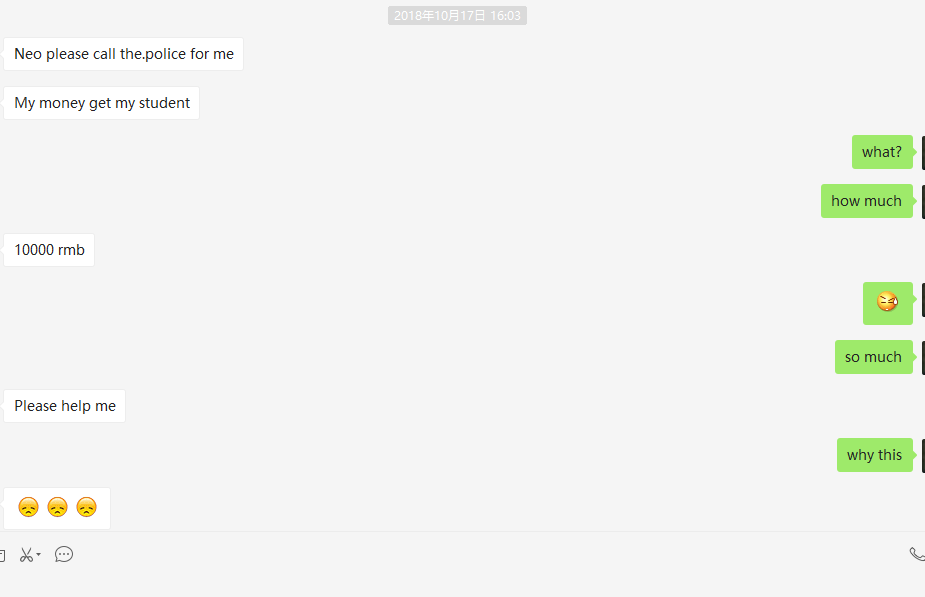 2018年10月17日 16:03
Neo please call the.police for me
My money get my student
what?
how much
10000 rmb
so much
Please help me
why this